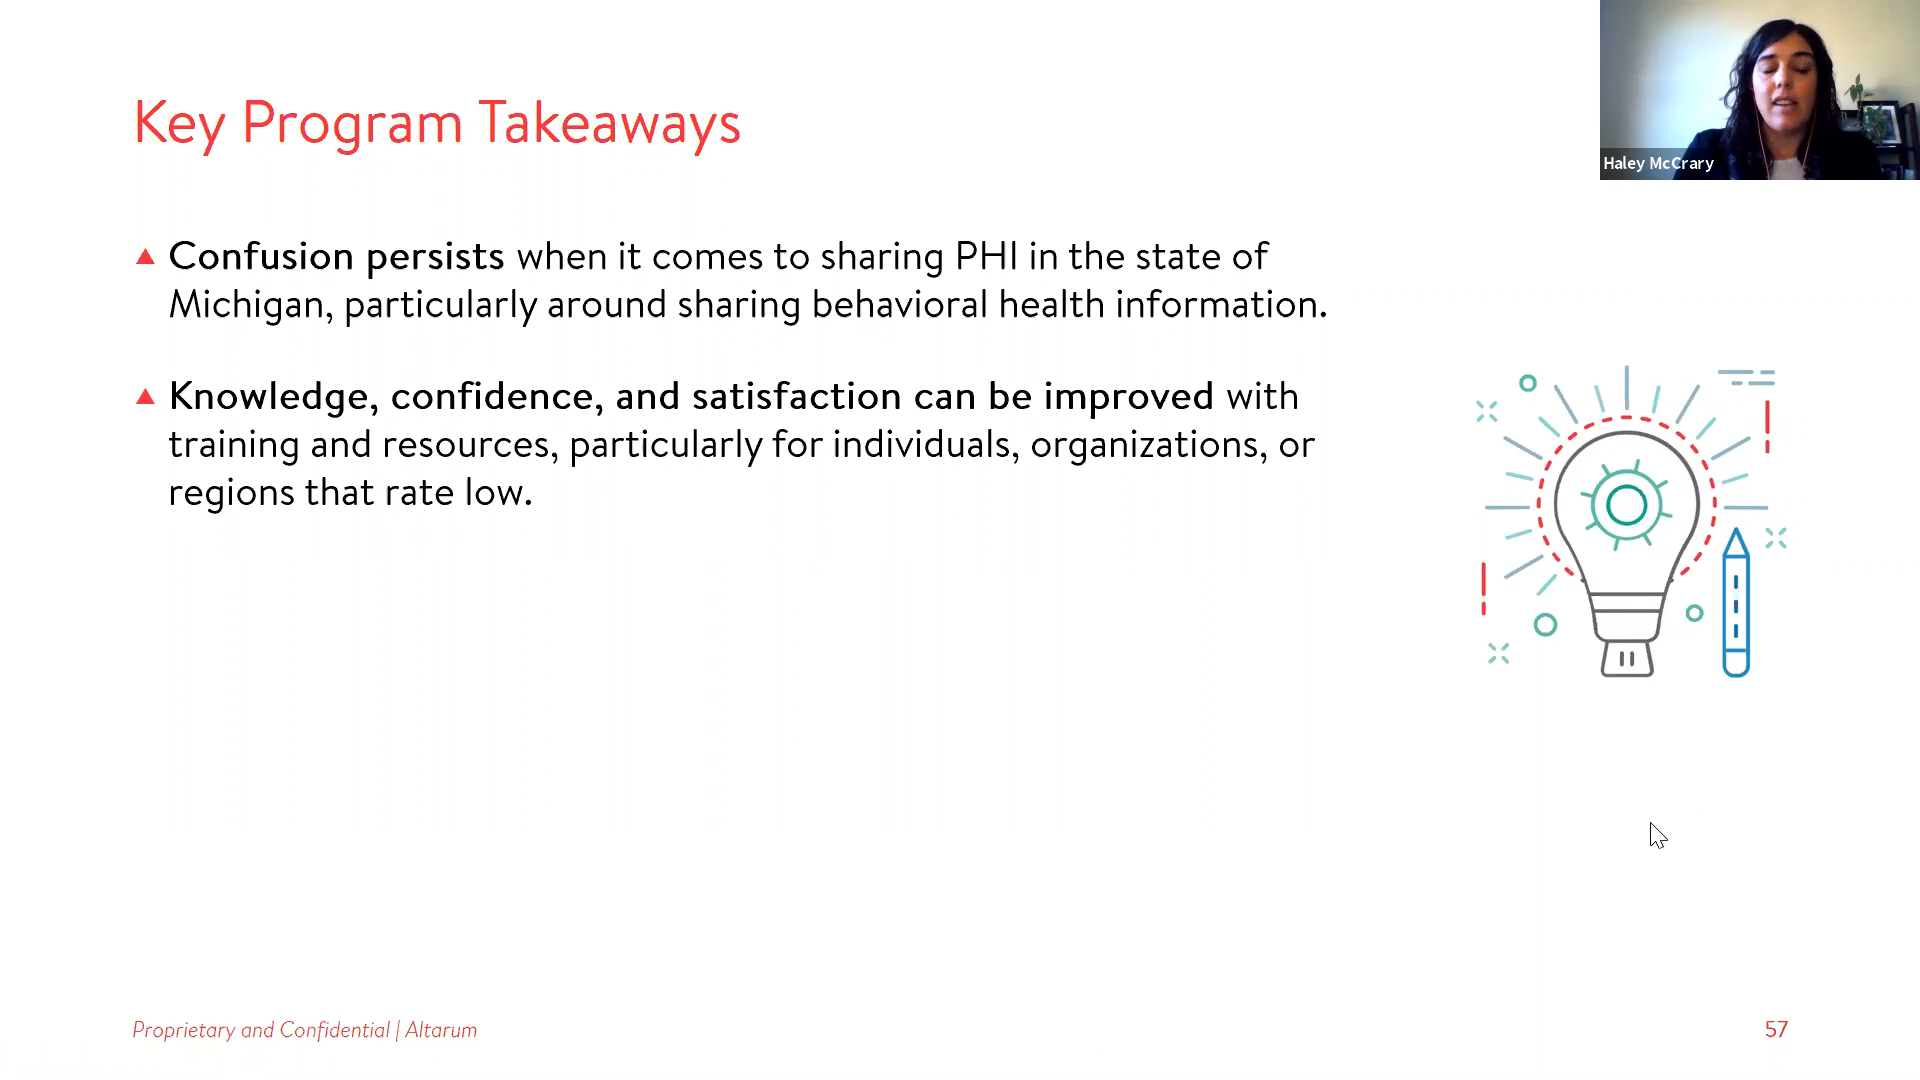 Key Program Takeaways
Haley McCrary
Confusion persists when it comes to sharing PHI in the state of
Michigan, particularly around sharing behavioral health information.
Knowledge, confidence, and satisfaction can be improved with
training and resources, particularly for individuals, organizations, or
regions that rate low.
Proprietary and Confidential | Altarum
57